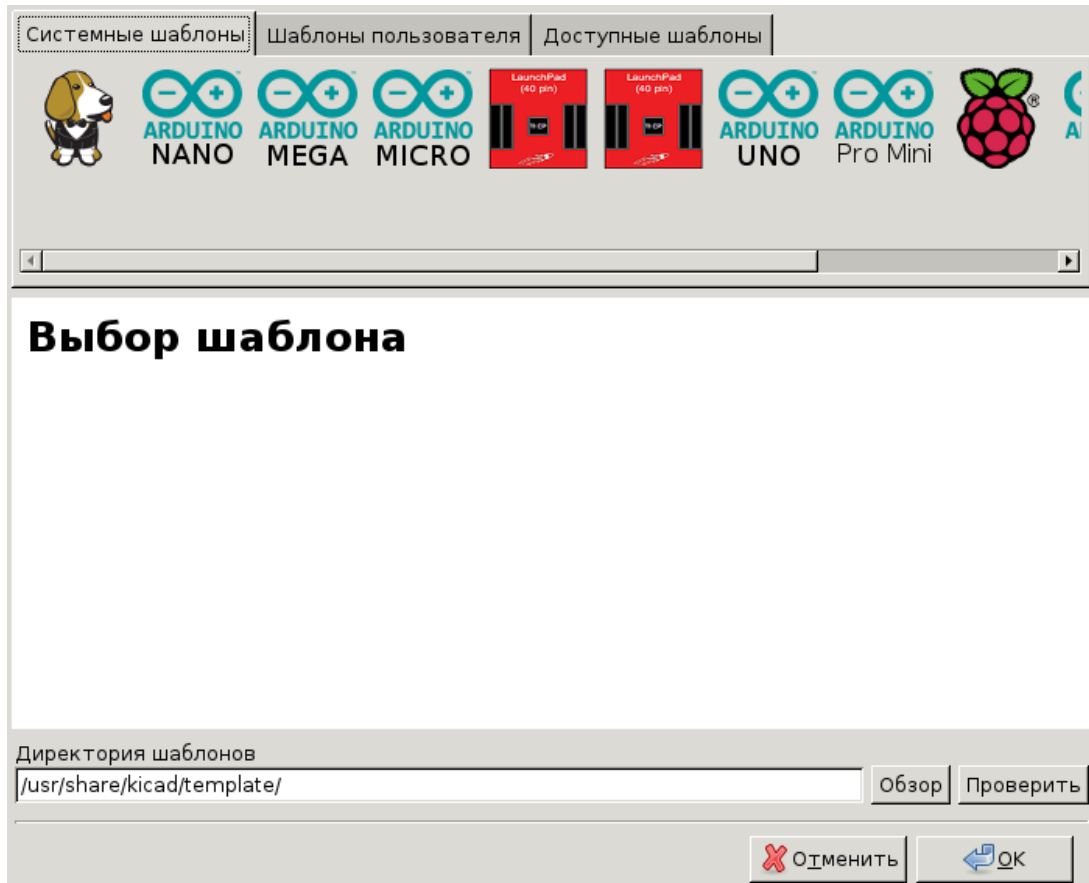 Системные шаблоны
Шаблоны пользователя
Доступные шаблоны
ARDUINO
NANO
ARDUINO
MEGA
ARDUINO
MICRO
LaunchPad
(40 pin)
LaunchPad
(40 pin)
ARDUINO
UNO
ARDUINO
Pro Mini
®
Выбор шаблона
Директория шаблонов
/usr/share/kicad/template/
Обзор
Проверить
Отменить
ОК